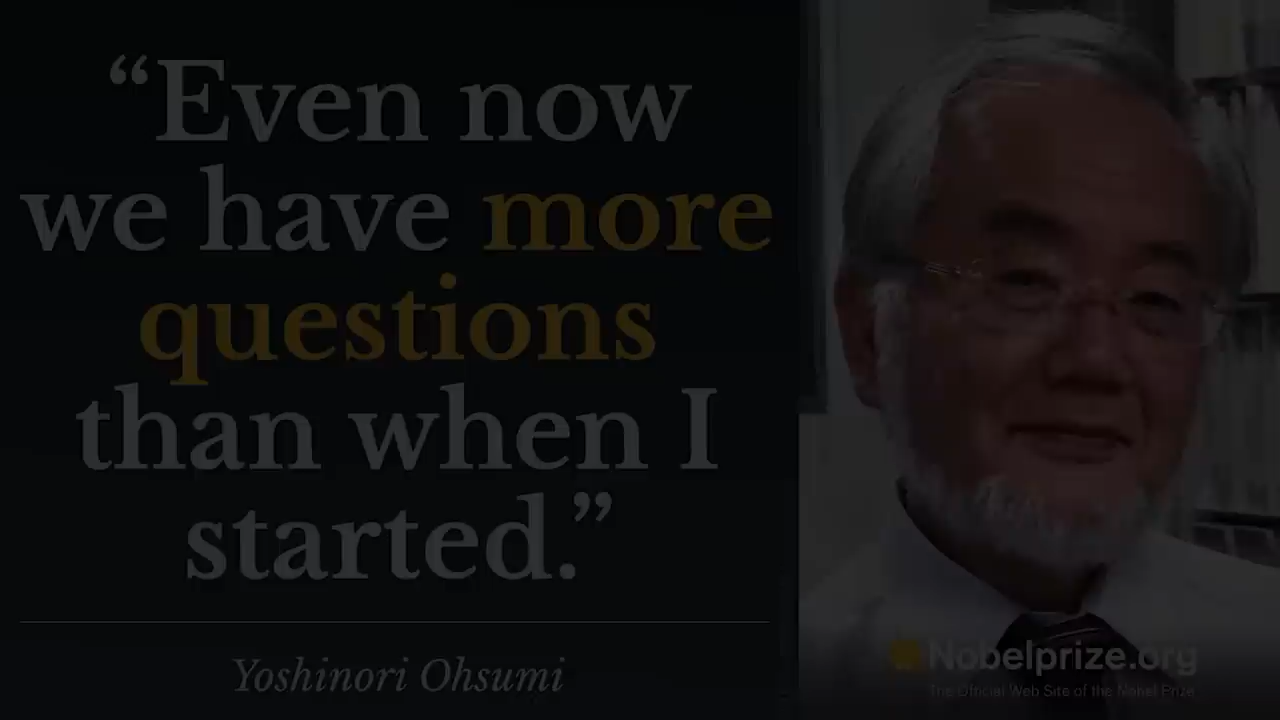 “Even now
we have more
questions
than when I
started.”
Yoshinori Ohsumi
Nobelprize.org
The Official Web Site of the Nobel Prize